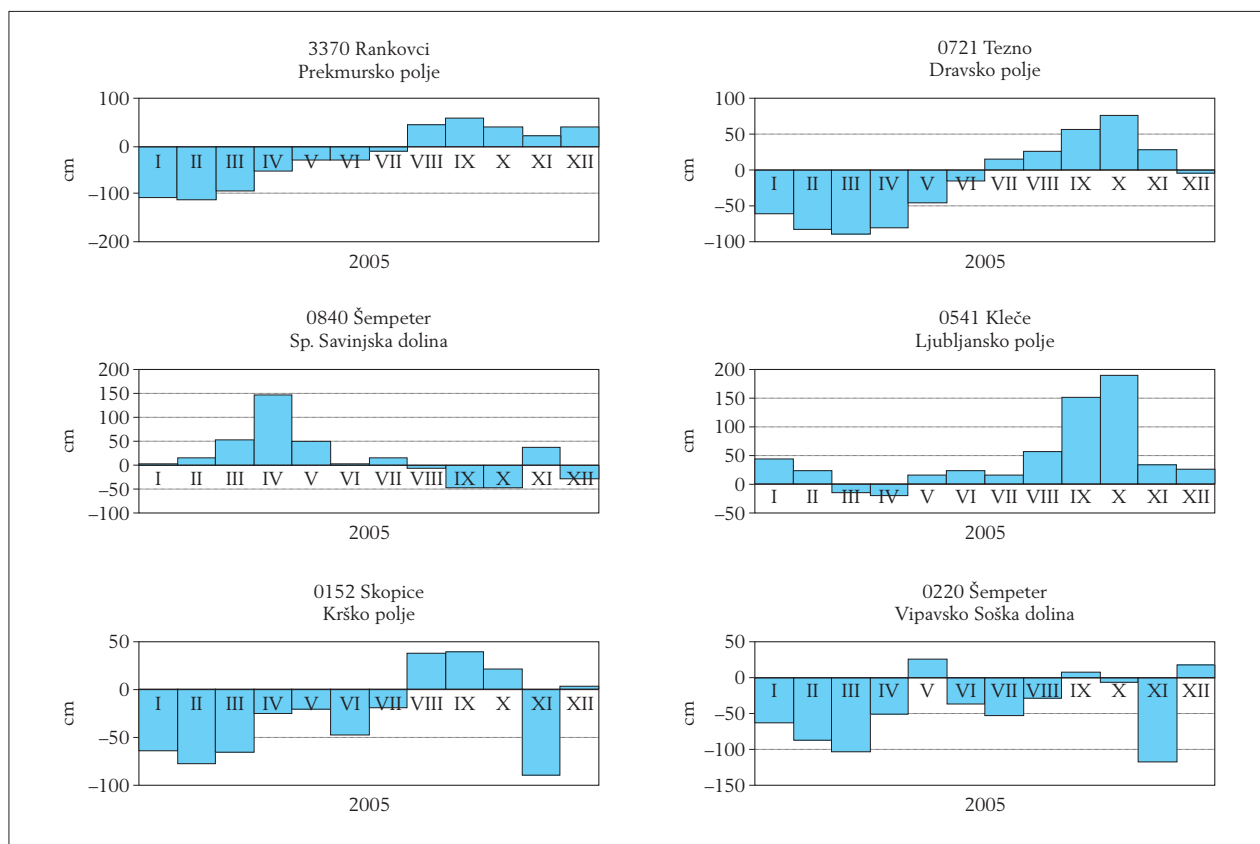 3370 Rankovci
Prekmursko polje
100
0
–100
–200
cm
I II III IV V VI VII VIII IX X XI XII
2005
0721 Tezno
Dravsko polje
100
50
0
–50
–100
cm
I II III IV V VI VII VIII IX X XI XII
2005
0840 Šempeter
Sp. Savinjska dolina
200
150
100
50
0
–50
–100
cm
I II III IV V VI VII VIII IX X XI XII
2005
0541 Kleče
Ljubljansko polje
200
150
100
50
0
–50
cm
I II III IV V VI VII VIII IX X XI XII
2005
0152 Skopice
Krško polje
50
0
–50
–100
cm
I II III IV V VI VII VIII IX X XI XII
2005
0220 Šempeter
Vipavsko Soška dolina
50
0
–50
–100
–150
cm
I II III IV V VI VII VIII IX X XI XII
2005